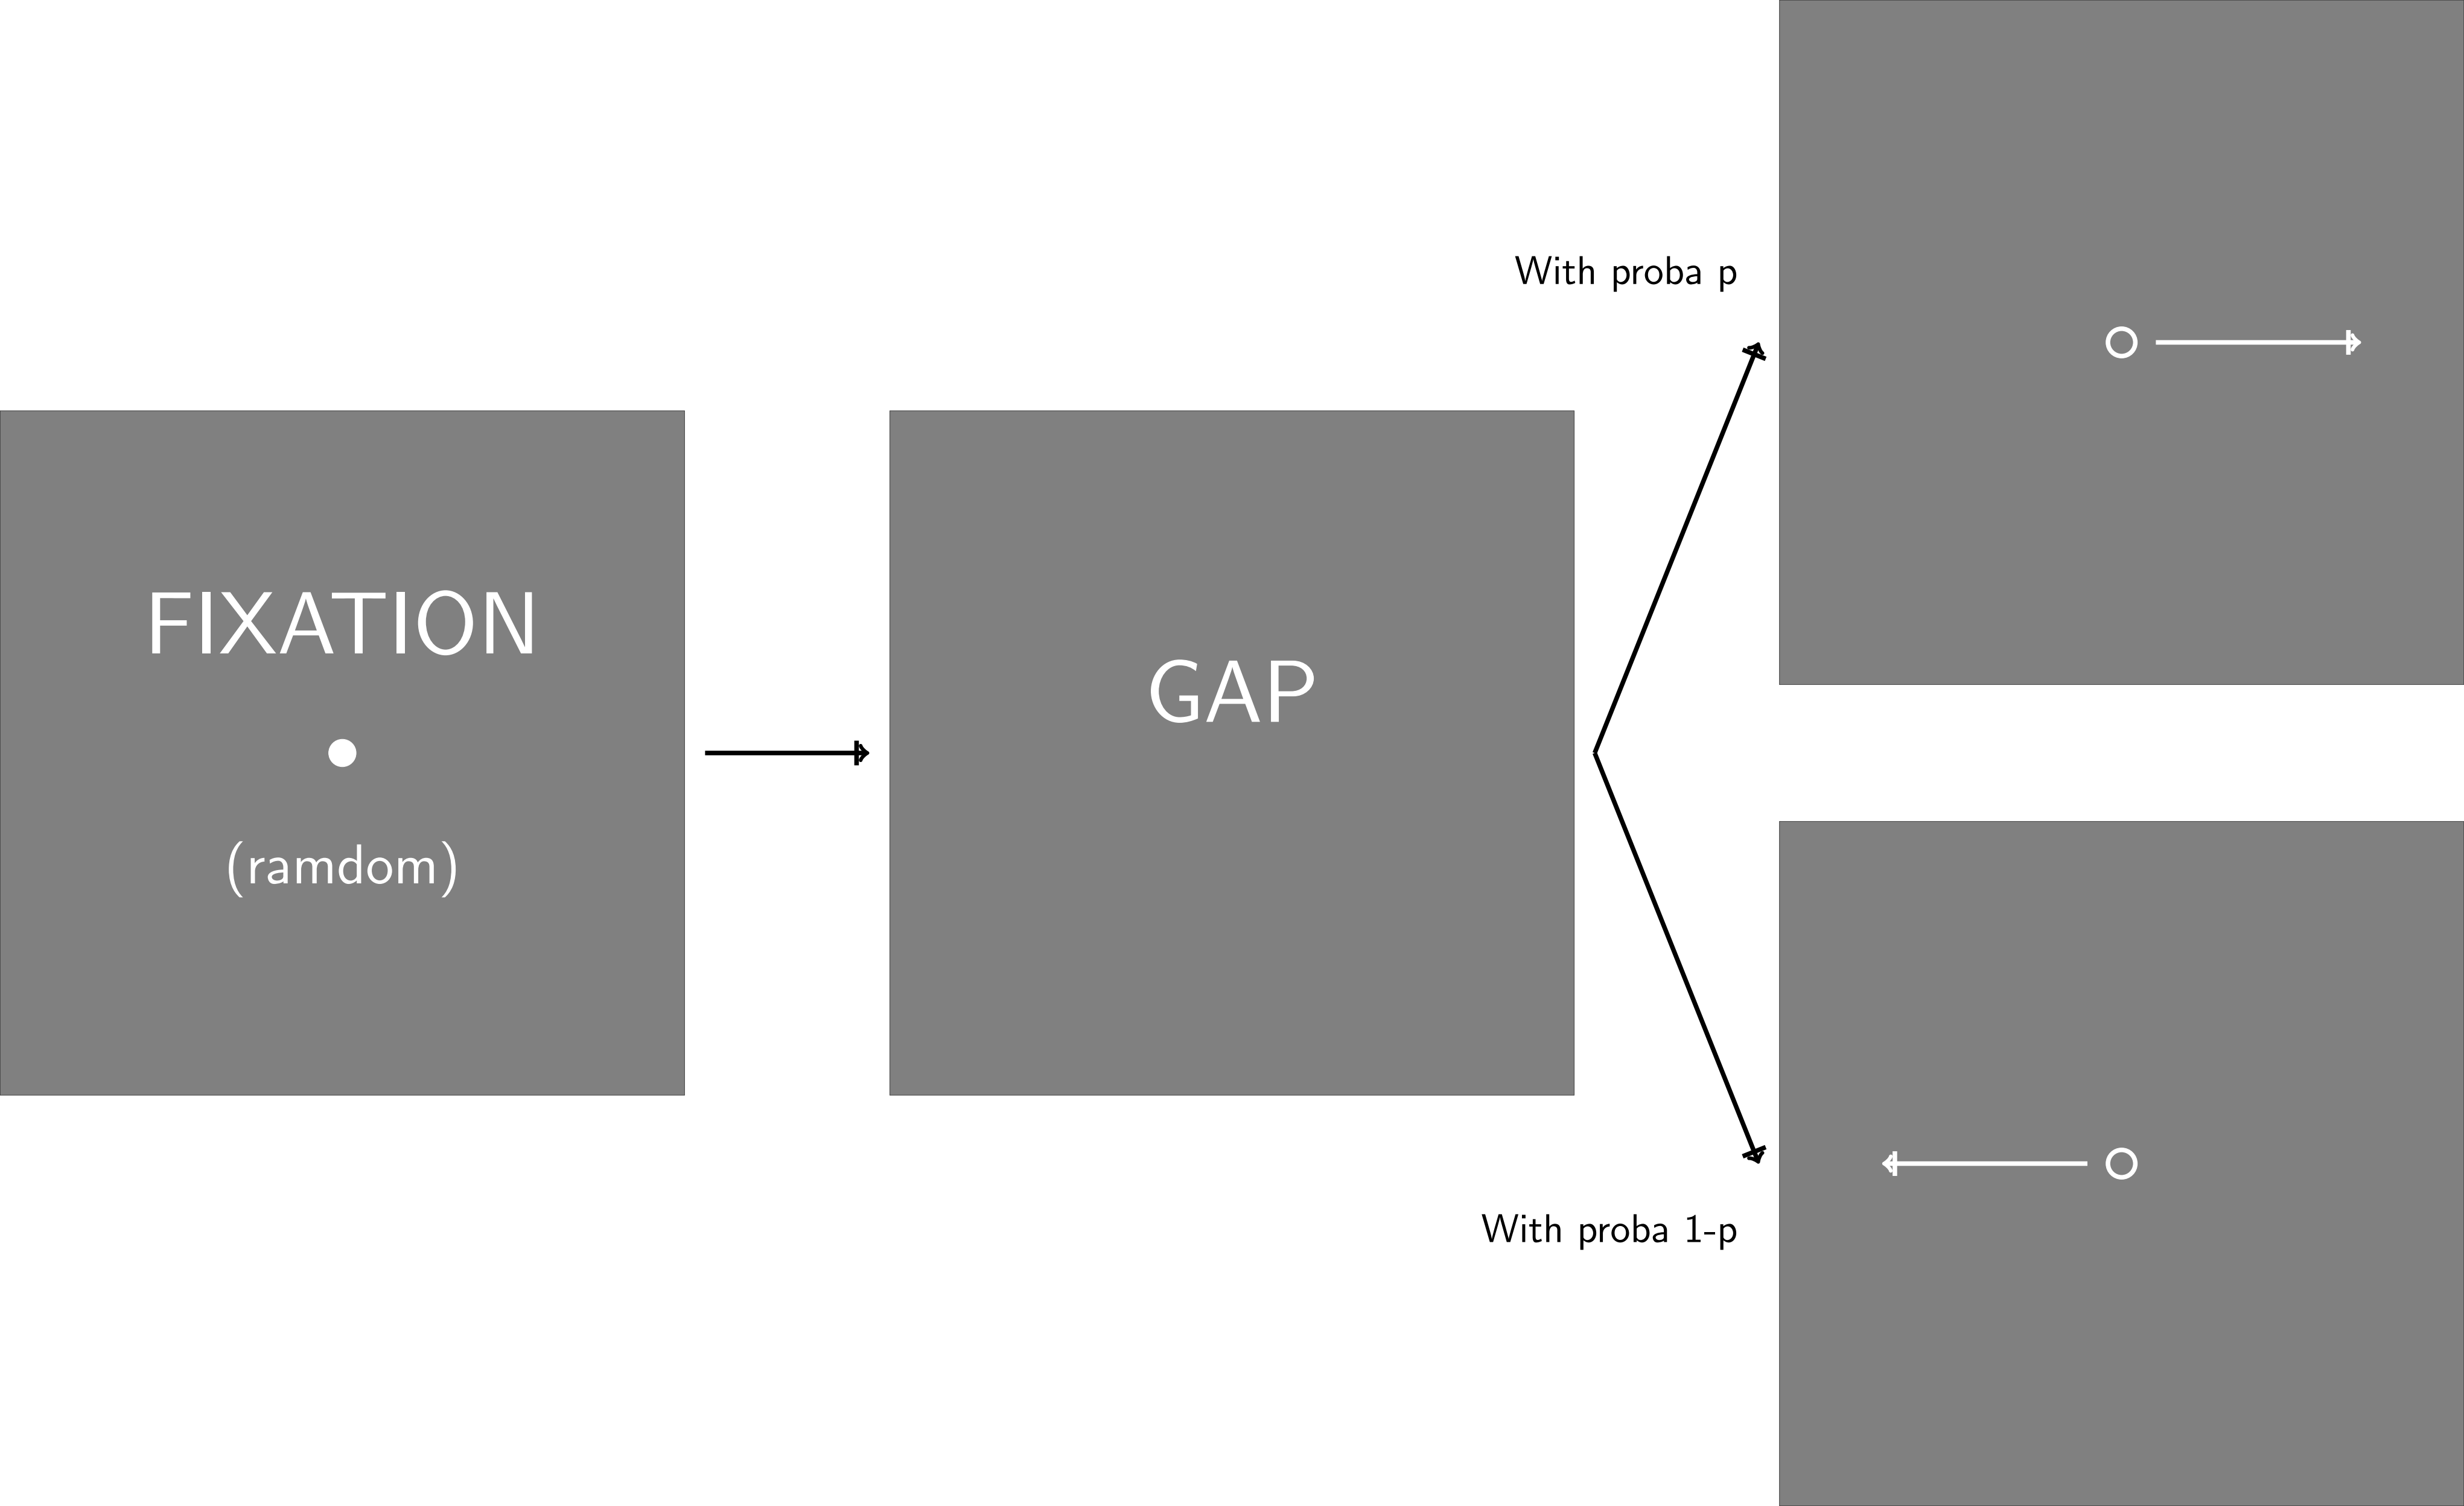 FIXATION
(ramdom)
GAP
With proba p
With proba 1-p